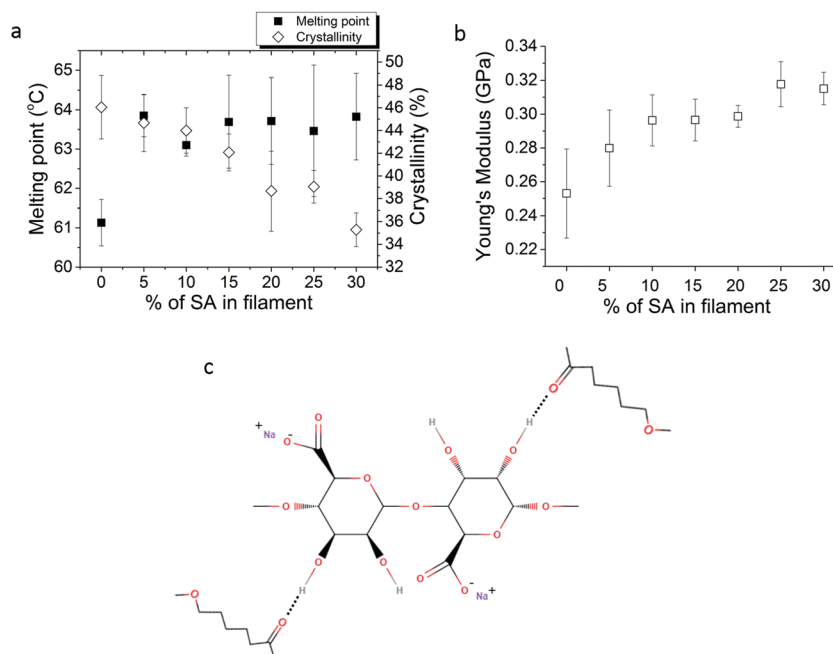 a
Melting point
Crystallinity
Melting point (°C)
65
64
63
62
61
60
50
48
46
44
42
40
38
36
34
32
Crystallinity (%)
0 5 10 15 20 25 30
% of SA in filament
b
Young's Modulus (GPa)
0.34
0.32
0.30
0.28
0.26
0.24
0.22
0 5 10 15 20 25 30
% of SA in filament
c
O
O
H H
+
Na O - O
O O
O O O O
O O
O O
H H
O O - Na +
O
O